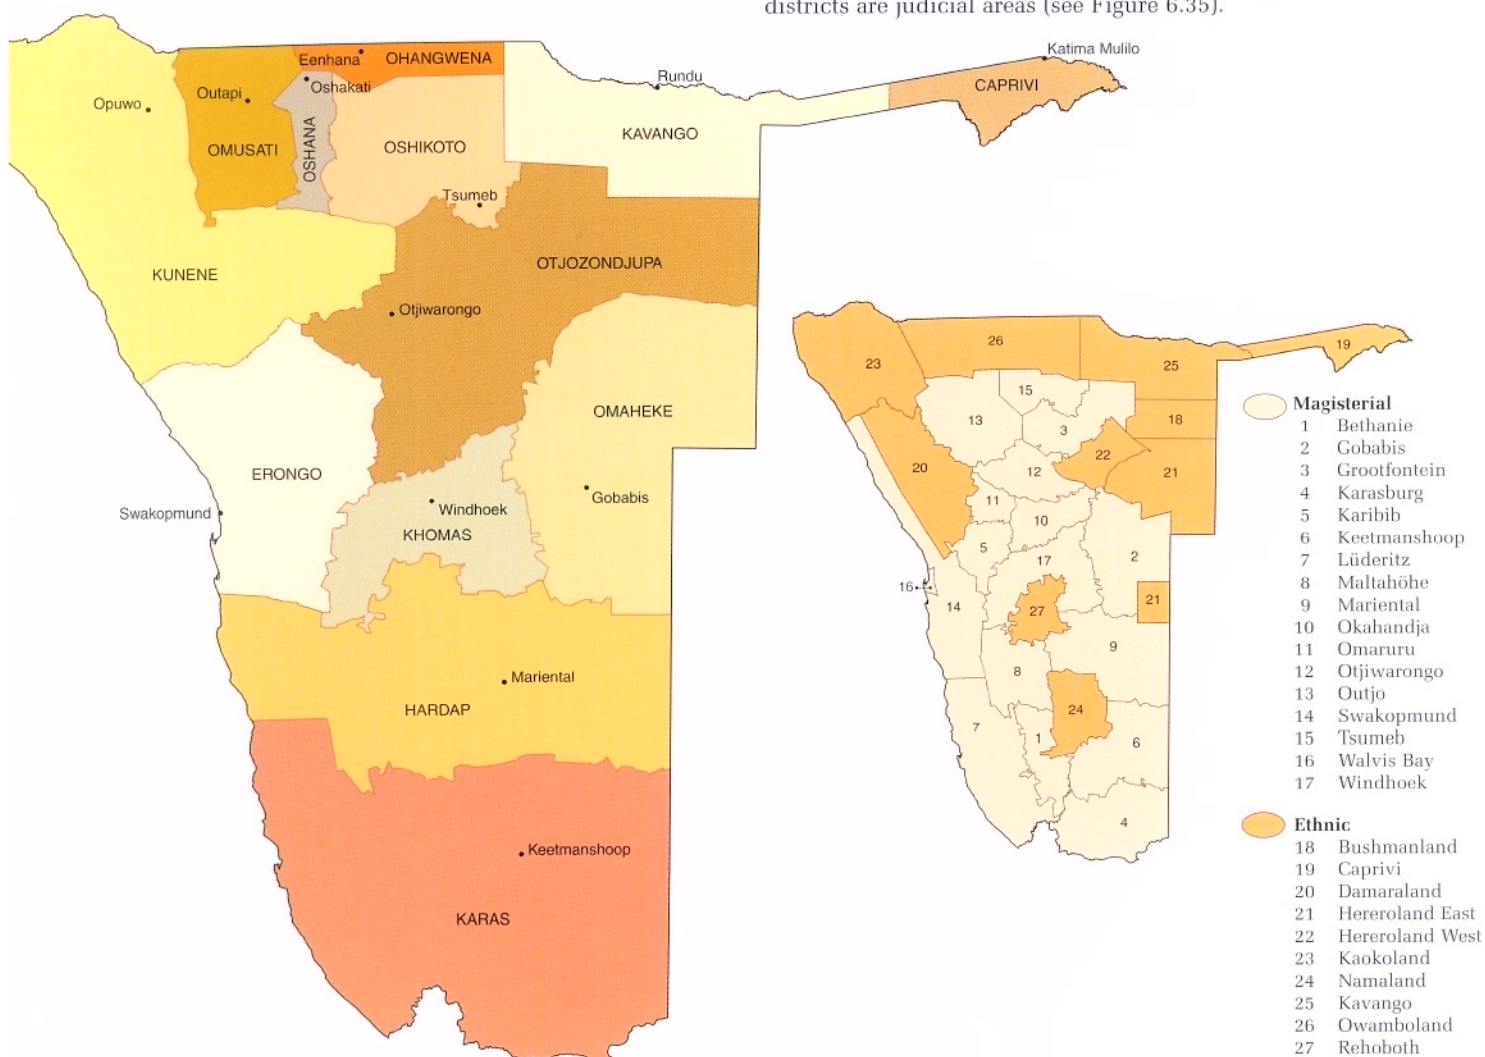 districts are judicial areas (see Figure 6.35).
Katima Mulilo
Eenhana
OHANGWENA
Rundu
CAPRIVI
Opuwo
Outapi
Oshakati
KAVANGO
OMUSATI
OSHANA
OSHIKOTO
Tsumeb
KUNENE
OTJOZONDJUPA
Otjiwarongo
OMAHEKE
ERONGO
Gobabis
Swakopmund
Windhoek
KHOMAS
Mariental
HARDAP
Keetmanshoop
KARAS
26
19
23
25
15
13
3
18
22
20
12
21
11
10
5
17
2
16
14
27
21
9
8
24
7
1
6
4
Magisterial
1 Bethanie
2 Gobabis
3 Grootfontein
4 Karasburg
5 Karibib
6 Keetmanshoop
7 Lüderitz
8 Maltahöhe
9 Mariental
10 Okahandja
11 Omaruru
12 Otjiwarongo
13 Outjo
14 Swakopmund
15 Tsumeb
16 Walvis Bay
17 Windhoek
Ethnic
18 Bushmanland
19 Caprivi
20 Damaraland
21 Hereroland East
22 Hereroland West
23 Kaokoland
24 Namaland
25 Kavango
26 Owamboland
27 Rehoboth